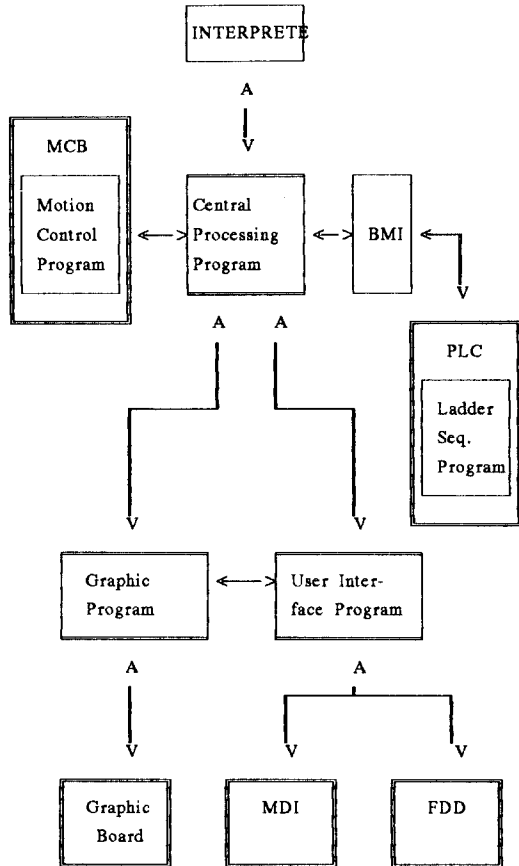 INTERPRETE
A
V
MCB
Motion
Control
Program
<-->
Central
Processing
Program
<-->
BMI
<
V
A A
PLC
Ladder
Seq.
Program
V V
Graphic
Program
<-->
User Inter-
face Program
A A
V V V
Graphic
Board
MDI
FDD